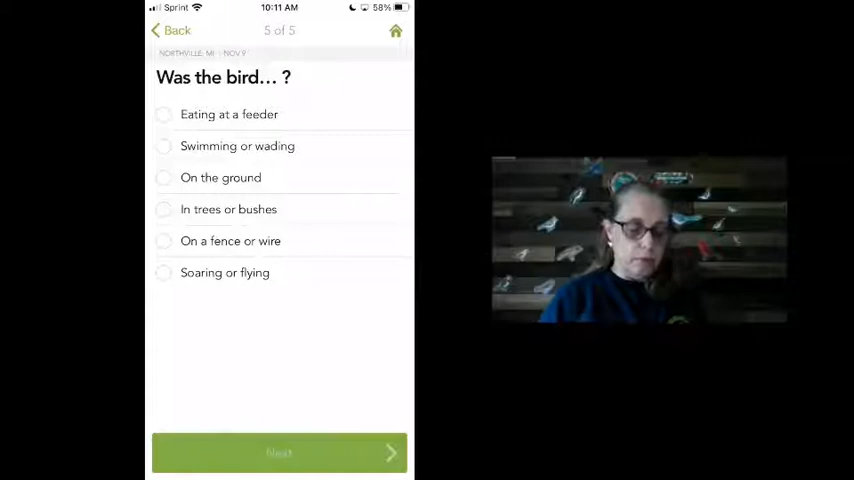 Sprint 10:11 AM 58%
Back 5 of 5
NORTHVILLE, MI NOV 9
Was the bird… ?
Eating at a feeder
Swimming or wading
On the ground
In trees or bushes
On a fence or wire
Soaring or flying
Next